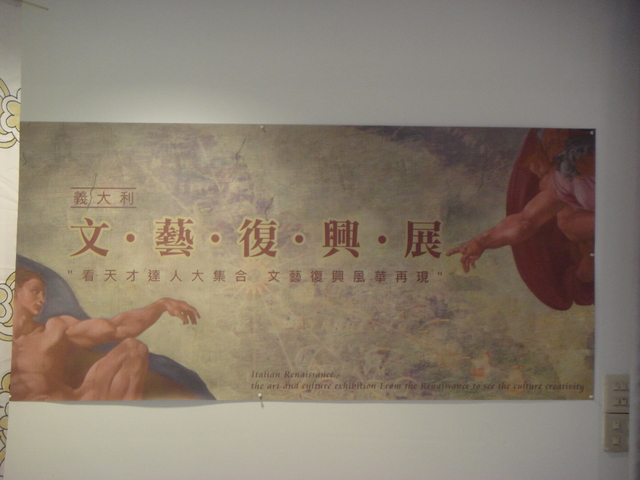 義大利
文·藝·復·興·展
"看天才達人大集合 文藝復興風華再現"
Italian Renaissance
the art and culture exhibition From the Renaissance to see the culture creativity